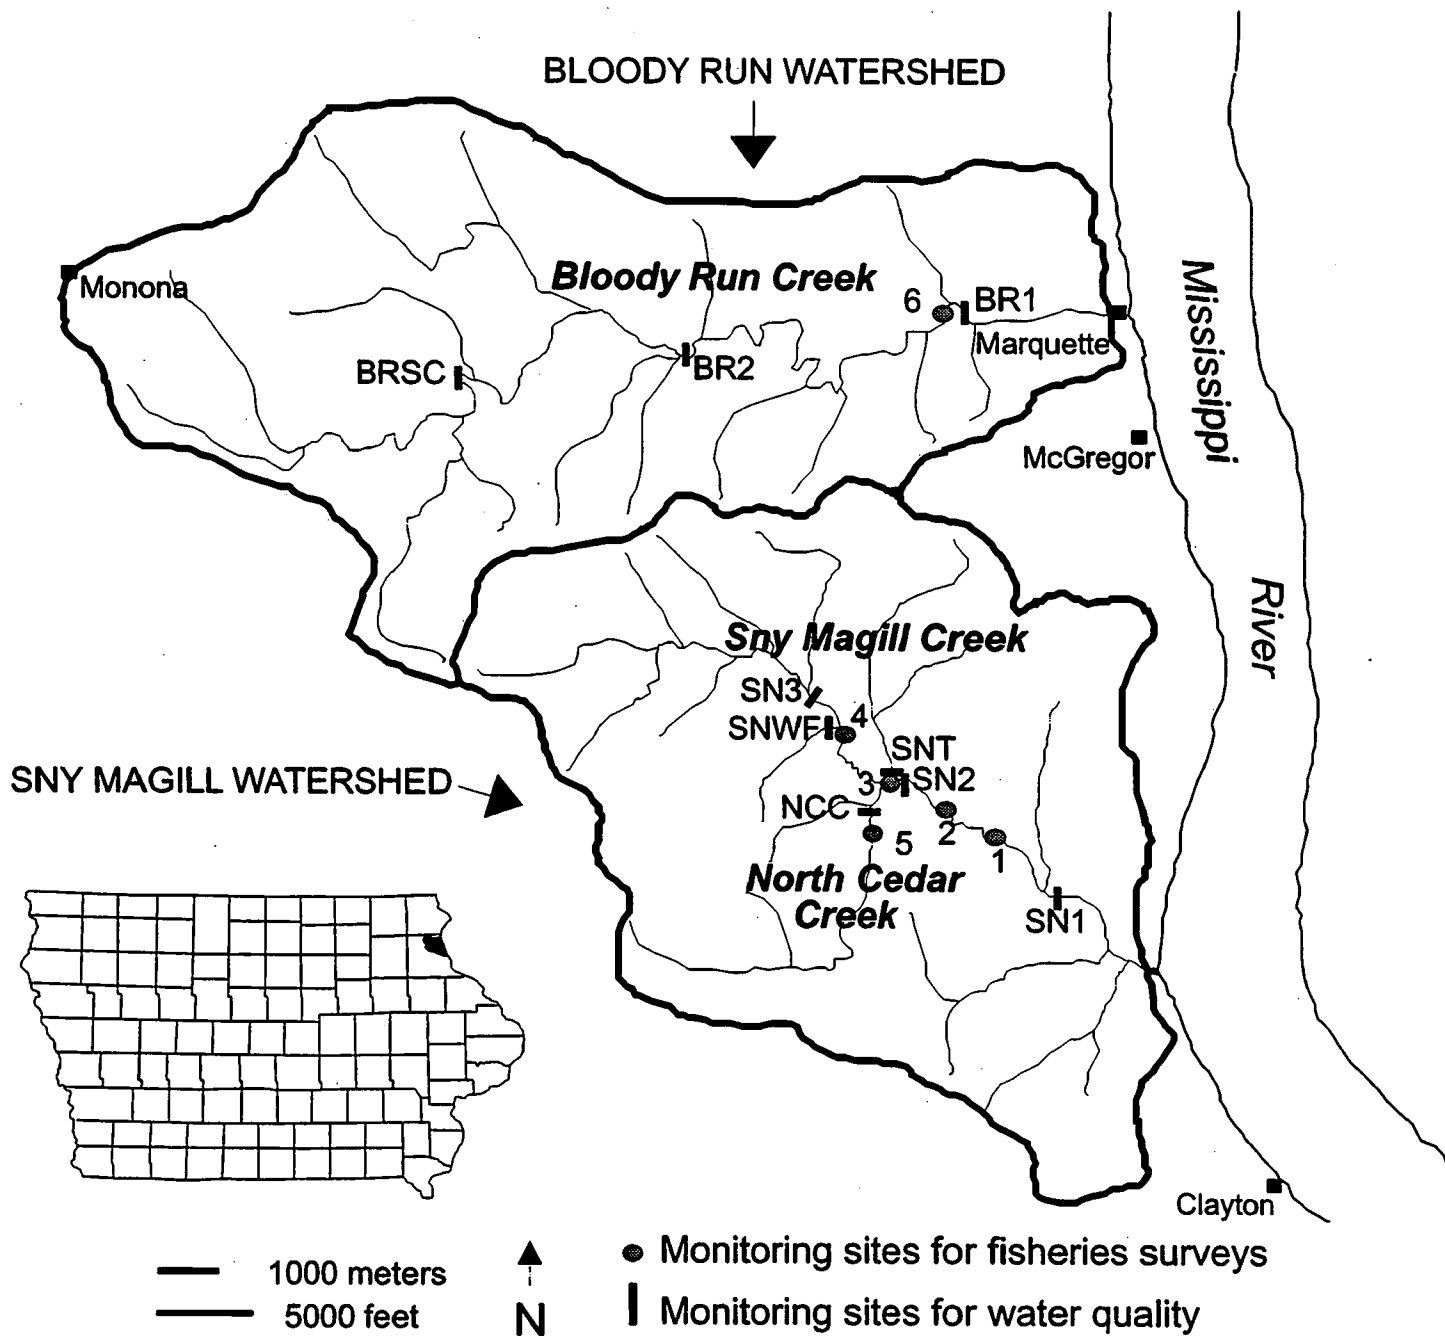 BLOODY RUN WATERSHED
Bloody Run Creek
Monona
6
BR1
Marquette
BRSC
BR2
McGregor
Mississippi
River
Sny Magill Creek
SN3
SNWF
4
SNT
SNY MAGILL WATERSHED
3
SN2
NCC
2
5
1
North Cedar
Creek
SN1
Clayton
1000 meters
5000 feet
N
Monitoring sites for fisheries surveys
Monitoring sites for water quality